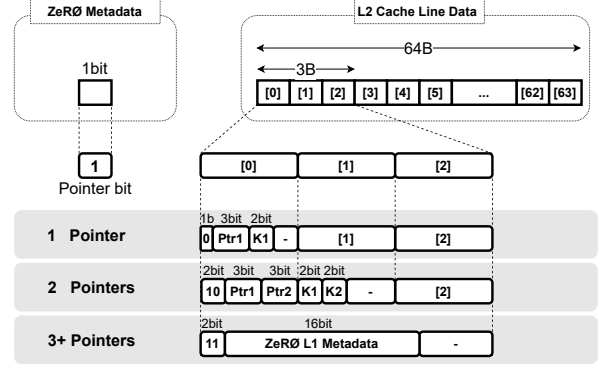 ZeRØ Metadata
L2 Cache Line Data
64B
1bit
3B
[0] [1] [2] [3] [4] [5] ... [62] [63]
1
[0] [1] [2]
Pointer bit
1b 3bit 2bit
1 Pointer
0 Ptr1 K1 - [1] [2]
2bit 3bit 3bit 2bit 2bit
2 Pointers
10 Ptr1 Ptr2 K1 K2 - [2]
2bit 16bit
3+ Pointers
11 ZeRØ L1 Metadata -